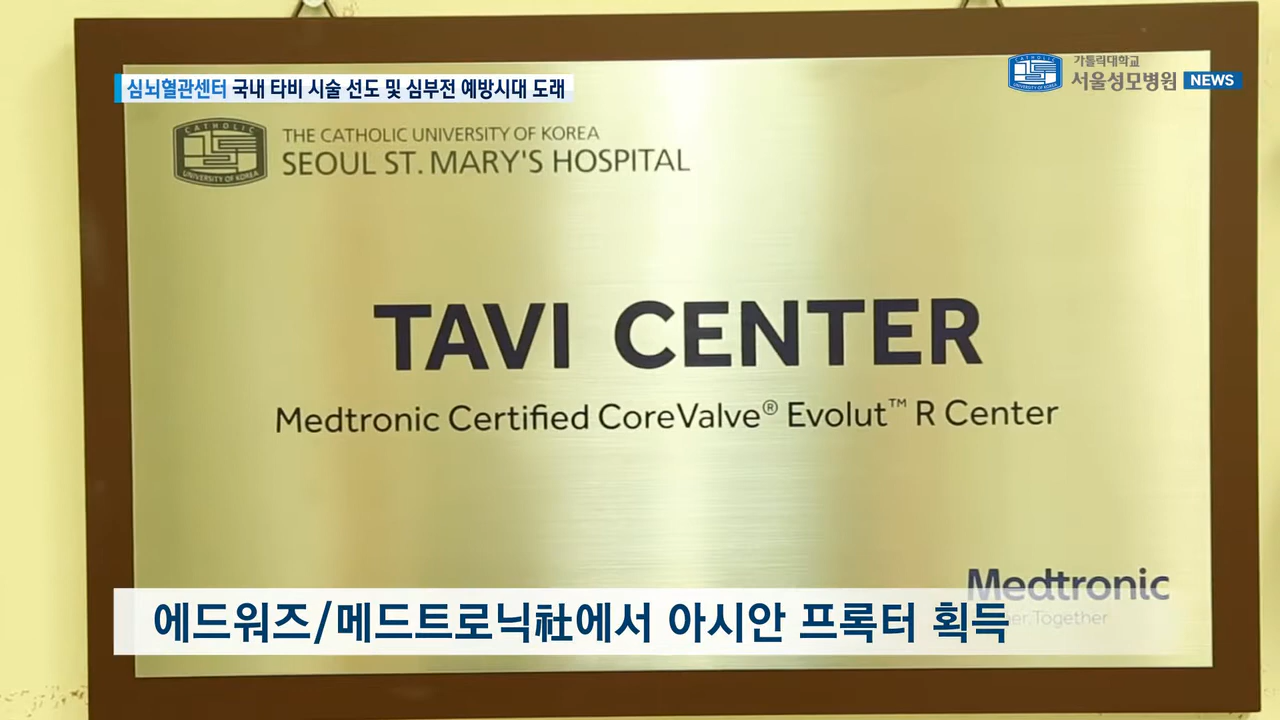 심뇌혈관센터 국내 타비 시술 선도 및 심부전 예방시대 도래
가톨릭대학교
서울성모병원 NEWS
CATHOLIC
UNIVERSITY OF KOREA
THE CATHOLIC UNIVERSITY OF KOREA
SEOUL ST. MARY'S HOSPITAL
TAVI CENTER
Medtronic Certified CoreValve® Evolut™ R Center
Medtronic
Together
에드워즈/메드트로닉社에서 아시안 프록터 획득